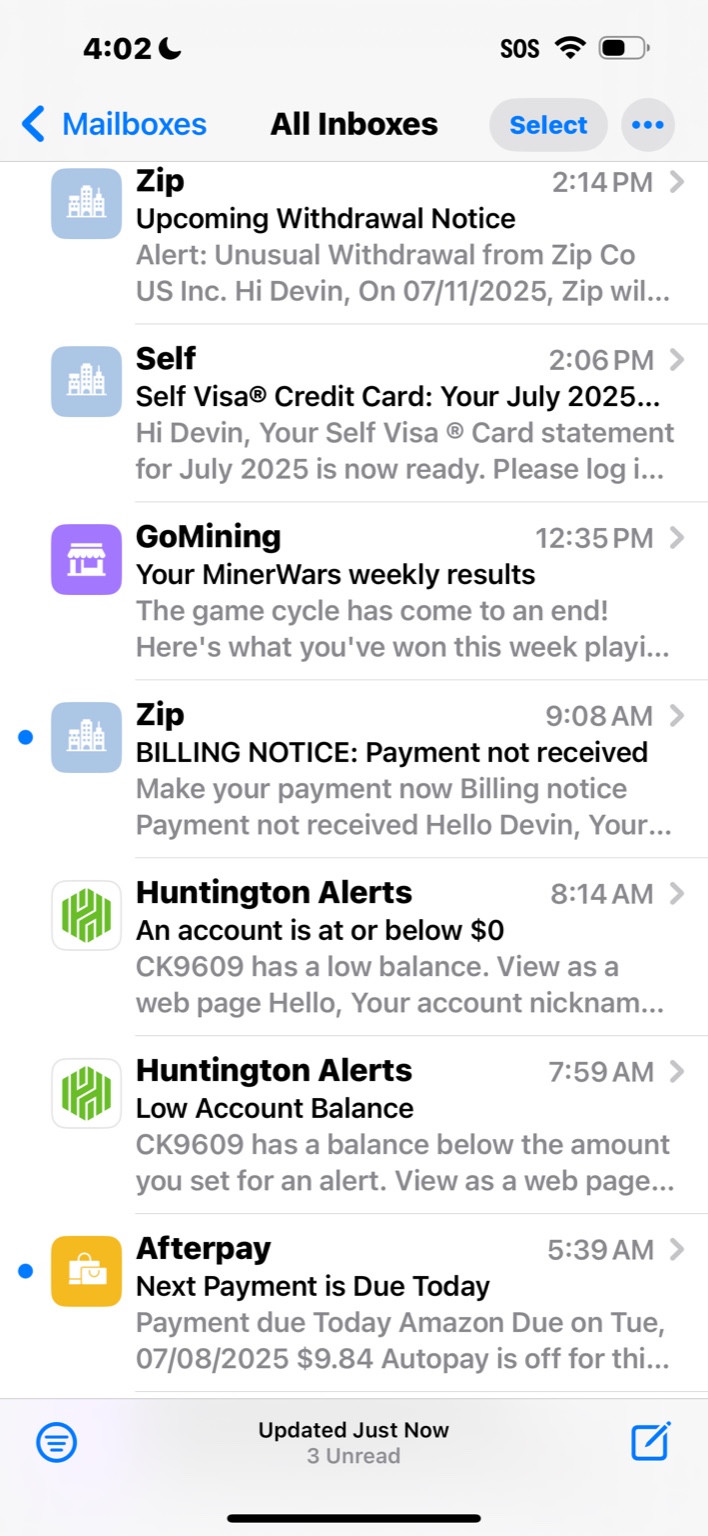 4:02
SOS
Mailboxes
All Inboxes
Select
Zip
2:14 PM
Upcoming Withdrawal Notice
Alert: Unusual Withdrawal from Zip Co
US Inc. Hi Devin, On 07/11/2025, Zip wil...
Self
2:06 PM
Self Visa® Credit Card: Your July 2025...
Hi Devin, Your Self Visa ® Card statement
for July 2025 is now ready. Please log i...
GoMining
12:35 PM
Your MinerWars weekly results
The game cycle has come to an end!
Here's what you've won this week playi...
Zip
9:08 AM
BILLING NOTICE: Payment not received
Make your payment now Billing notice
Payment not received Hello Devin, Your...
Huntington Alerts
8:14 AM
An account is at or below $0
CK9609 has a low balance. View as a
web page Hello, Your account nicknam...
Huntington Alerts
7:59 AM
Low Account Balance
CK9609 has a balance below the amount
you set for an alert. View as a web page...
Afterpay
5:39 AM
Next Payment is Due Today
Payment due Today Amazon Due on Tue,
07/08/2025 $9.84 Autopay is off for thi...
Updated Just Now
3 Unread